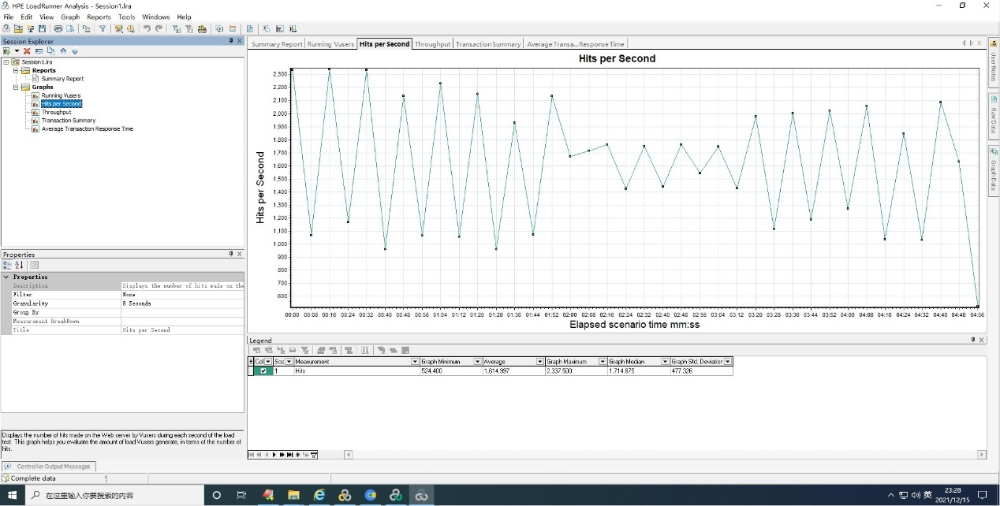 HPE LoadRunner Analysis - Session1.lra
File Edit View Graph Reports Tools Windows Help
Session Explorer
Session1.lra
Reports
Summary Report
Graphs
Running Vusers
Hits per Second
Throughput
Transaction Summary
Average Transaction Response Time
Properties
Properties
Description Displays the number of hits made on the
Filter None
Granularity 8 Seconds
Group By
Measurement BreakDown
Title Hits per Second
Displays the number of hits made on the Web server by Vusers during each second of the load
test. This graph helps you evaluate the amount of load Vusers generate, in terms of the number of
hits.
Summary Report Running Vusers Hits per Second Throughput Transaction Summary Average Transa...Response Time
Hits per Second
2,300
2,200
2,100
2,000
1,900
1,800
1,700
1,600
1,500
1,400
1,300
1,200
1,100
1,000
900
800
700
600
Hits per Second
00:00 00:08 00:16 00:24 00:32 00:40 00:48 00:56 01:04 01:12 01:20 01:28 01:36 01:44 01:52 02:00 02:08 02:16 02:24 02:32 02:40 02:48 02:56 03:04 03:12 03:20 03:28 03:36 03:44 03:52 04:00 04:08 04:16 04:24 04:32 04:40 04:48 04:56
Elapsed scenario time mm:ss
User Notes
Raw Data
Graph Data
Legend
Col Sca Measurement Graph Minimum Average Graph Maximum Graph Median Graph Std. Deviation
1 Hits 524.400 1,614.997 2,337.500 1,714.875 477.326
Controller Output Messages
Complete data
在这里输入你要搜索的内容
英
23:28
2021/12/15